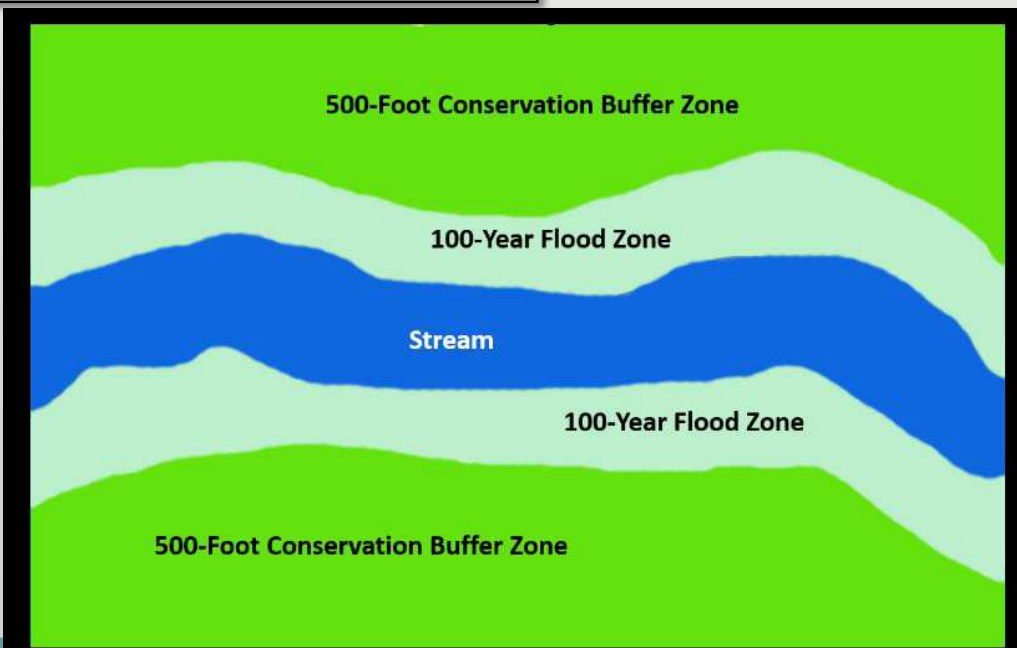 500-Foot Conservation Buffer Zone
100-Year Flood Zone
Stream
100-Year Flood Zone
500-Foot Conservation Buffer Zone